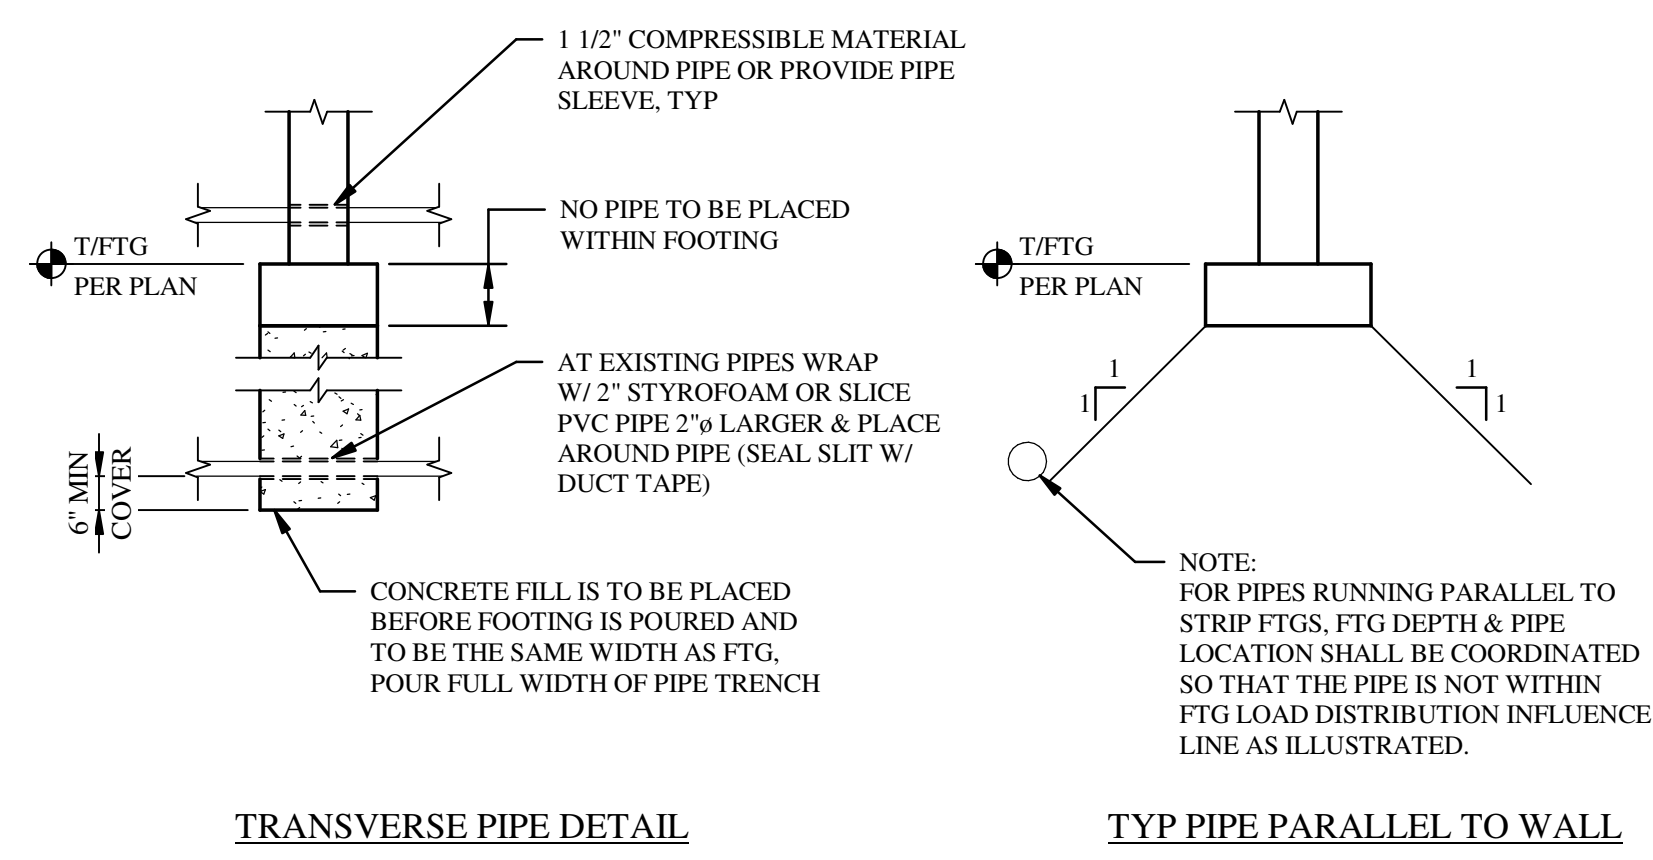 1 1/2" COMPRESSIBLE MATERIAL
AROUND PIPE OR PROVIDE PIPE
SLEEVE, TYP
NO PIPE TO BE PLACED
WITHIN FOOTING
T/FTG
PER PLAN
AT EXISTING PIPES WRAP
W/ 2" STYROFOAM OR SLICE
PVC PIPE 2"ø LARGER & PLACE
AROUND PIPE (SEAL SLIT W/
DUCT TAPE)
6" MIN
COVER
CONCRETE FILL IS TO BE PLACED
BEFORE FOOTING IS POURED AND
TO BE THE SAME WIDTH AS FTG,
POUR FULL WIDTH OF PIPE TRENCH
TRANSVERSE PIPE DETAIL
T/FTG
PER PLAN
1
1
1
1
NOTE:
FOR PIPES RUNNING PARALLEL TO
STRIP FTGS, FTG DEPTH & PIPE
LOCATION SHALL BE COORDINATED
SO THAT THE PIPE IS NOT WITHIN
FTG LOAD DISTRIBUTION INFLUENCE
LINE AS ILLUSTRATED.
TYP PIPE PARALLEL TO WALL